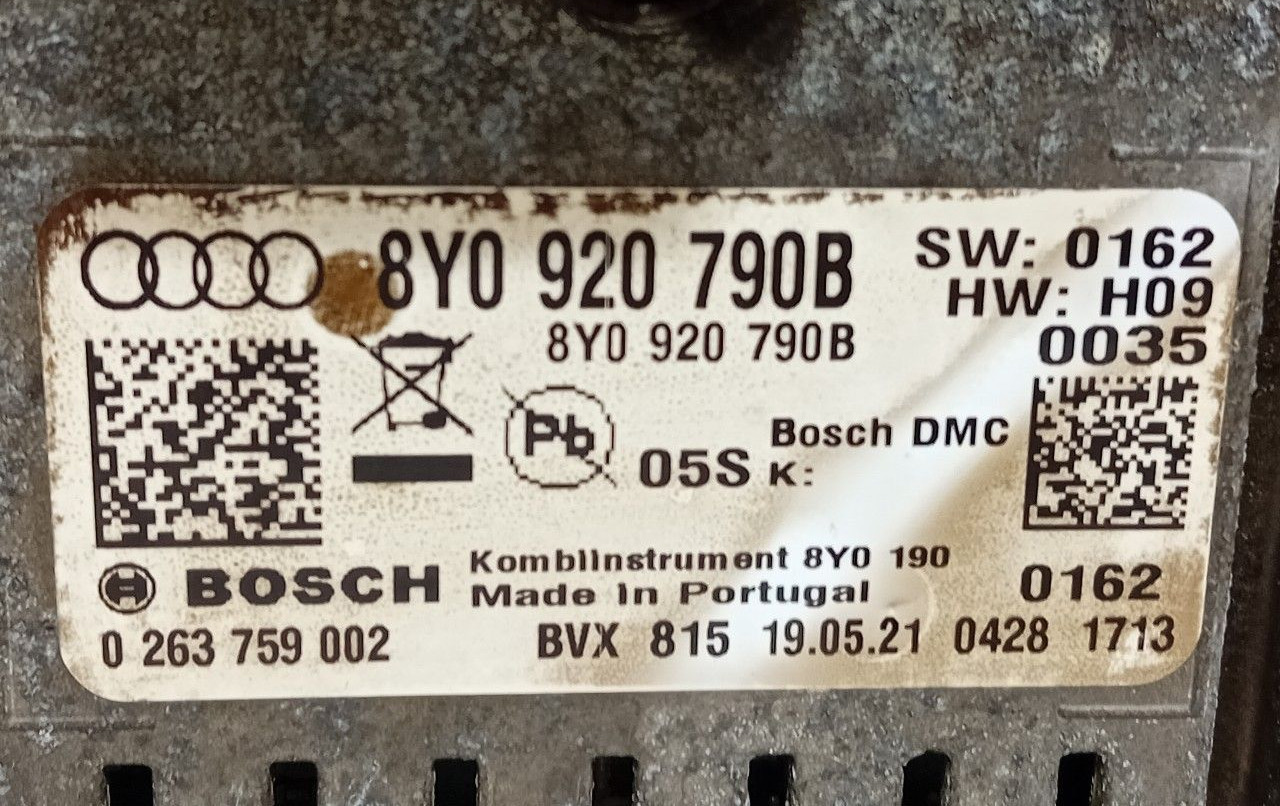 8Y0 920 790B
SW: 0162
HW: H09
8Y0 920 790B
0035
Pb
05S
Bosch DMC
K:
BOSCH
Kombiinstrument 8Y0 190
Made in Portugal
0162
0 263 759 002
BVX 815 19.05.21 0428 1713